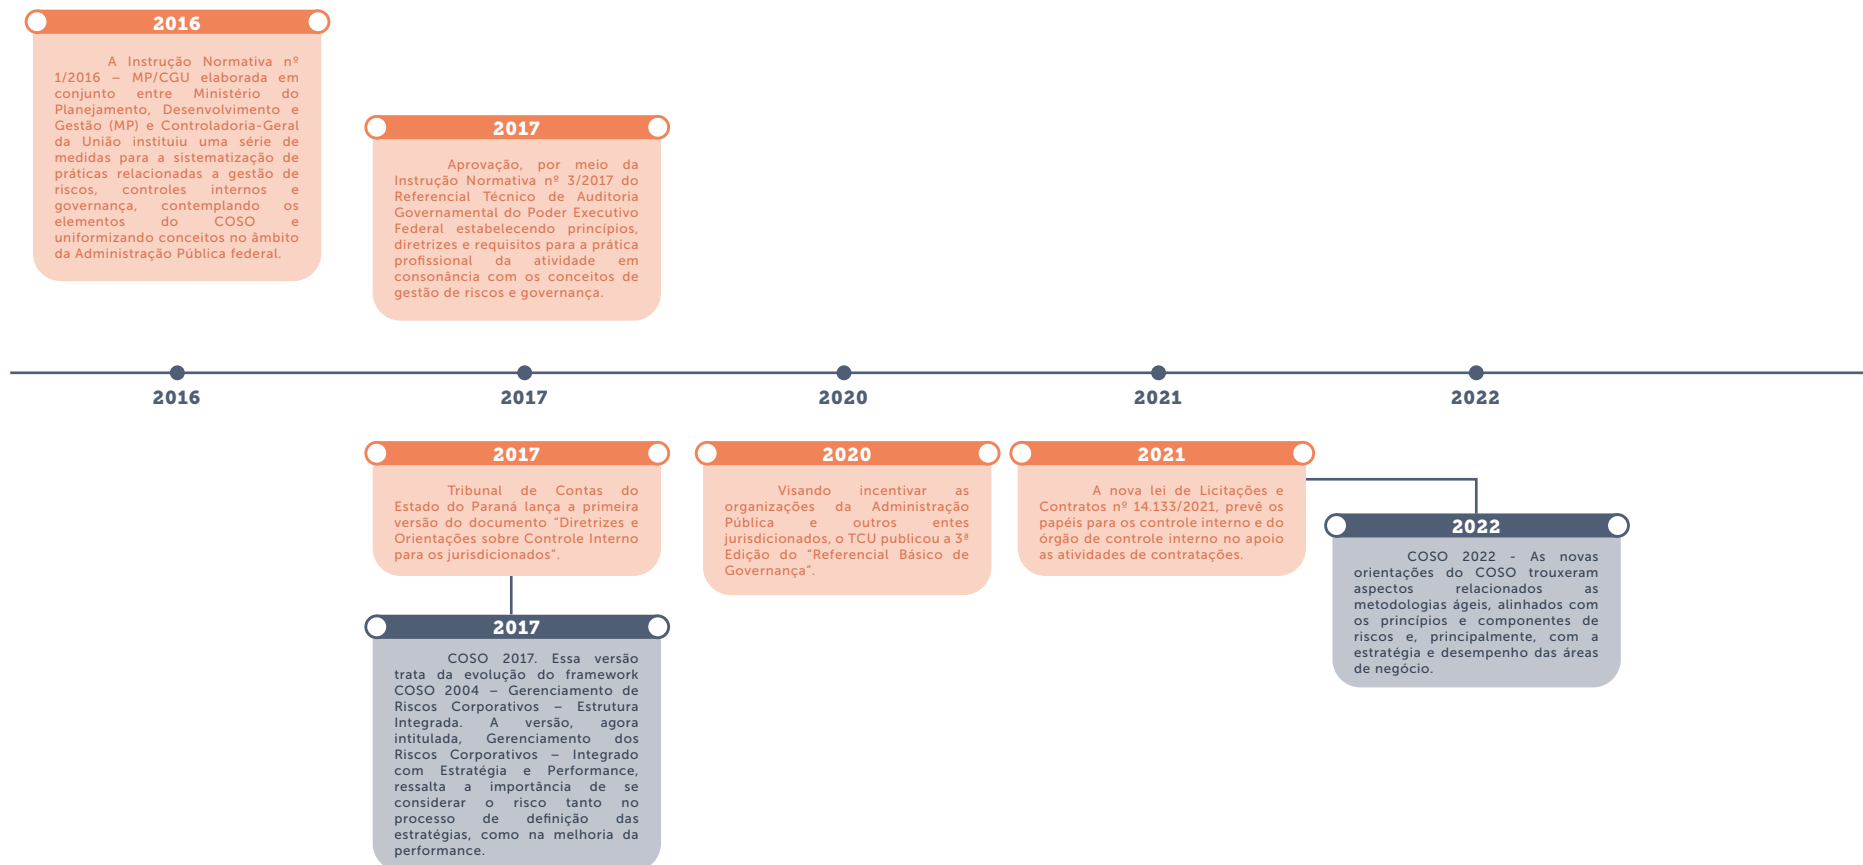 2016
A Instrução Normativa nº
1/2016 – MP/CGU elaborada em
conjunto entre Ministério do
Planejamento, Desenvolvimento e
Gestão (MP) e Controladoria-Geral
da União instituiu uma série de
medidas para a sistematização de
práticas relacionadas a gestão de
riscos, controles internos e
governança, contemplando os
elementos do COSO e
uniformizando conceitos no âmbito
da Administração Pública federal.
2017
Aprovação, por meio da
Instrução Normativa nº 3/2017 do
Referencial Técnico de Auditoria
Governamental do Poder Executivo
Federal estabelecendo princípios,
diretrizes e requisitos para a prática
profissional da atividade em
consonância com os conceitos de
gestão de riscos e governança.
2016
2017
2020
2021
2022
2017
Tribunal de Contas do
Estado do Paraná lança a primeira
versão do documento "Diretrizes e
Orientações sobre Controle Interno
para os jurisdicionados".
2017
COSO 2017. Essa versão
trata da evolução do framework
COSO 2004 – Gerenciamento de
Riscos Corporativos – Estrutura
Integrada. A versão, agora
intitulada, Gerenciamento dos
Riscos Corporativos – Integrado
com Estratégia e Performance,
ressalta a importância de se
considerar o risco tanto no
processo de definição das
estratégias, como na melhoria da
performance.
2020
Visando incentivar as
organizações da Administração
Pública e outros entes
jurisdicionados, o TCU publicou a 3ª
Edição do "Referencial Básico de
Governança".
2021
A nova lei de Licitações e
Contratos nº 14.133/2021, prevê os
papéis para os controle interno e do
órgão de controle interno no apoio
as atividades de contratações.
2022
COSO 2022 - As novas
orientações do COSO trouxeram
aspectos relacionados as
metodologias ágeis, alinhados com
os princípios e componentes de
riscos e, principalmente, com a
estratégia e desempenho das áreas
de negócio.